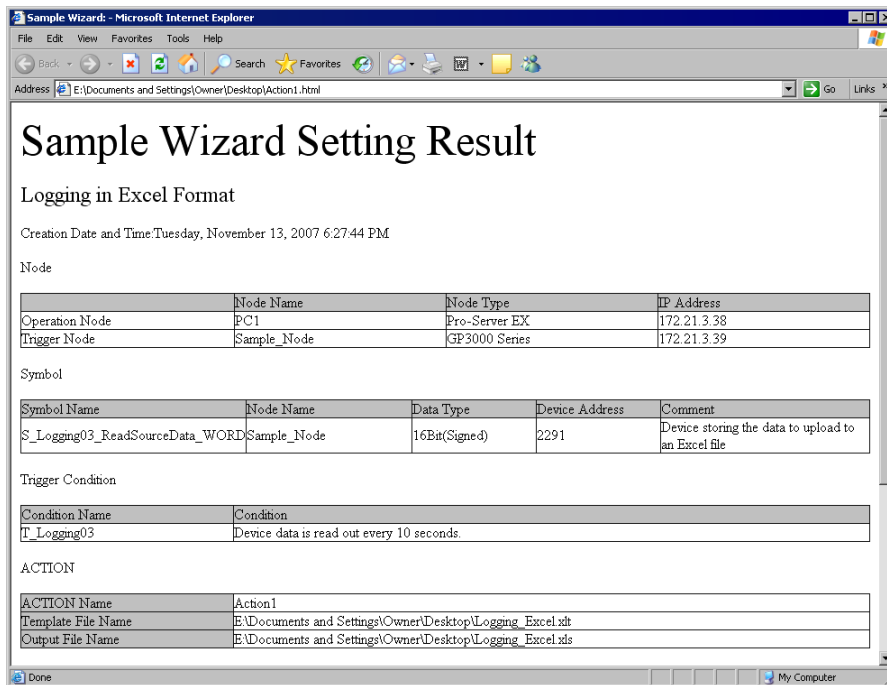 Sample Wizard: - Microsoft Internet Explorer
File Edit View Favorites Tools Help
Back Search Favorites
Address E:\Documents and Settings\Owner\Desktop\Action1.html Go Links »
Sample Wizard Setting Result
Logging in Excel Format
Creation Date and Time:Tuesday, November 13, 2007 6:27:44 PM
Node
Node Name Node Type IP Address
Operation Node PC1 Pro-Server EX 172.21.3.38
Trigger Node Sample_Node GP3000 Series 172.21.3.39
Symbol
Symbol Name Node Name Data Type Device Address Comment
S_Logging03_ReadSourceData_WORD Sample_Node 16Bit(Signed) 2291 Device storing the data to upload to
an Excel file
Trigger Condition
Condition Name Condition
T_Logging03 Device data is read out every 10 seconds.
ACTION
ACTION Name Action1
Template File Name E:\Documents and Settings\Owner\Desktop\Logging_Excel.xlt
Output File Name E:\Documents and Settings\Owner\Desktop\Logging_Excel.xls
Done My Computer